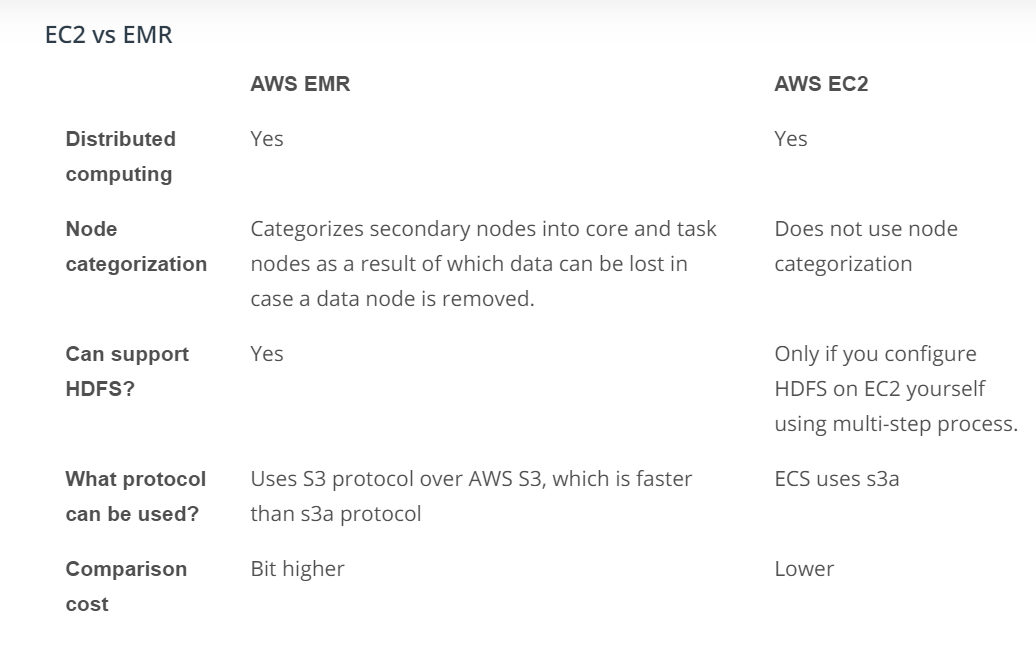 EC2 vs EMR
AWS EMR AWS EC2
Distributed computing Yes Yes
Node categorization Categorizes secondary nodes into core and task nodes as a result of which data can be lost in case a data node is removed. Does not use node categorization
Can support HDFS? Yes Only if you configure HDFS on EC2 yourself using multi-step process.
What protocol can be used? Uses S3 protocol over AWS S3, which is faster than s3a protocol ECS uses s3a
Comparison cost Bit higher Lower